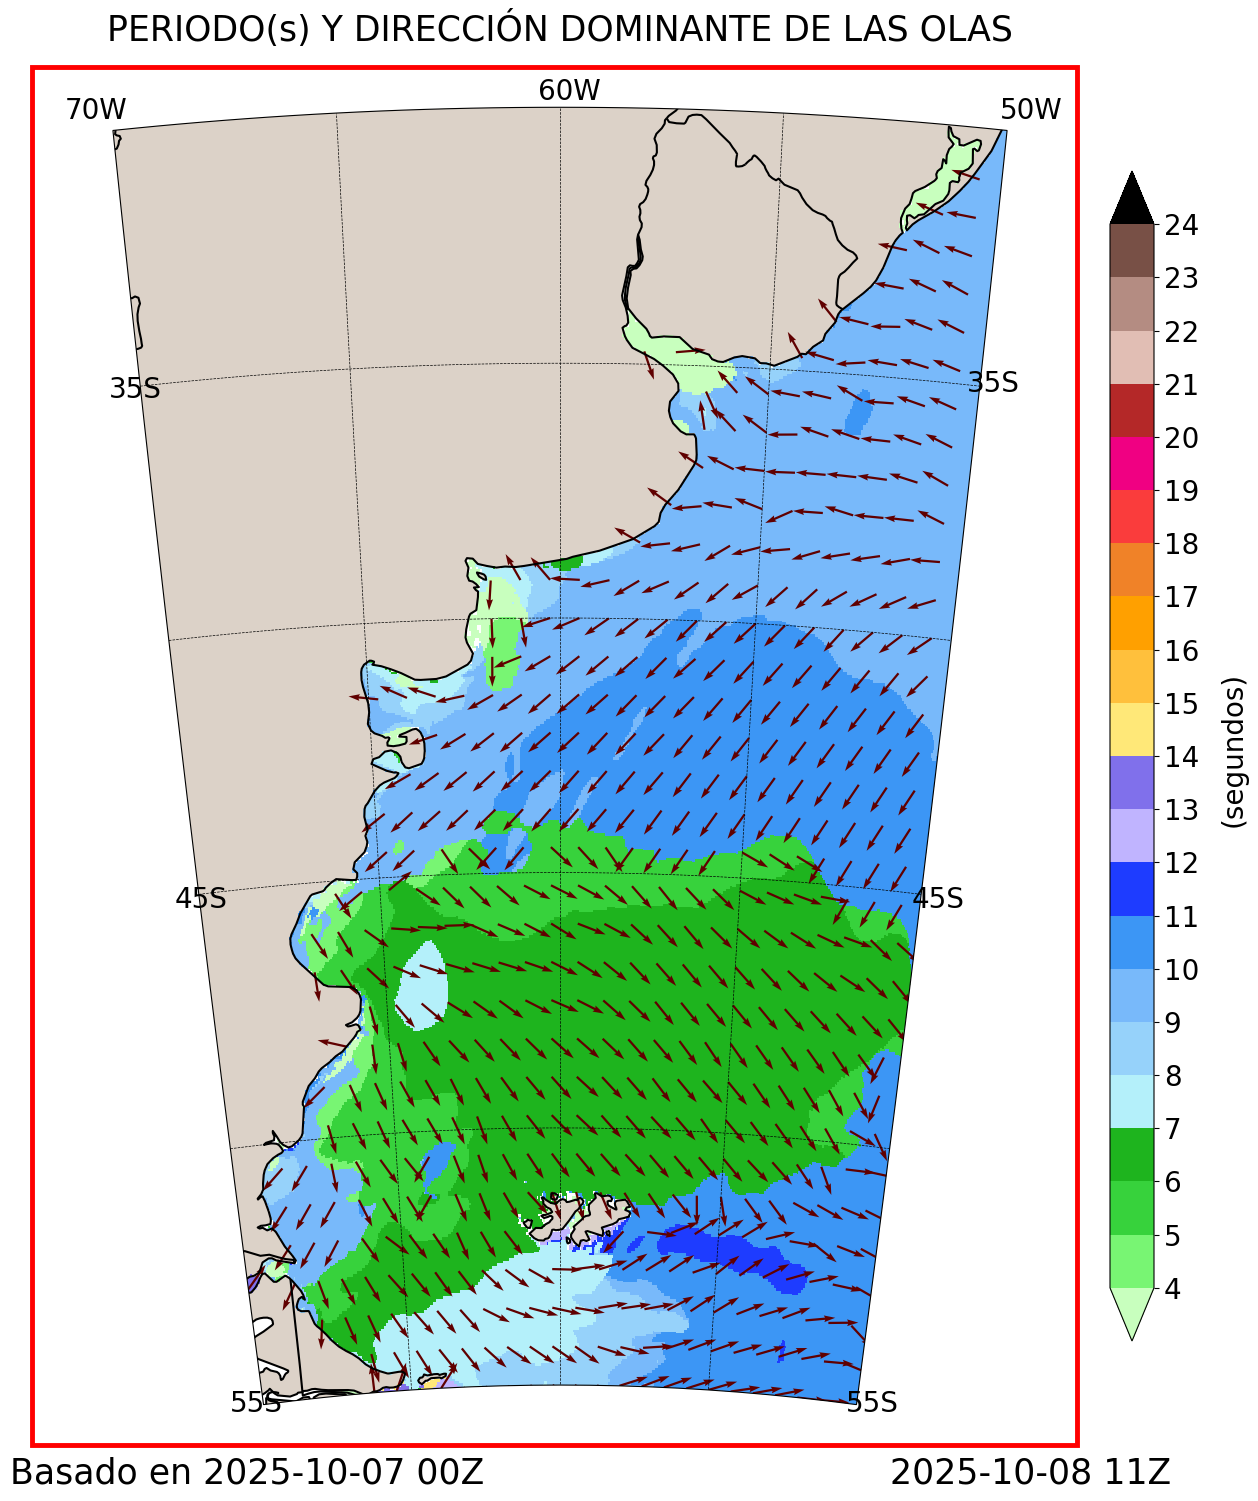 PERIODO(s) Y DIRECCIÓN DOMINANTE DE LAS OLAS
70W
60W
50W
35S
35S
45S
45S
55S
55S
24
23
22
21
20
19
18
17
16
15
14
13
12
11
10
9
8
7
6
5
4
(segundos)
Basado en 2025-10-07 00Z
2025-10-08 11Z